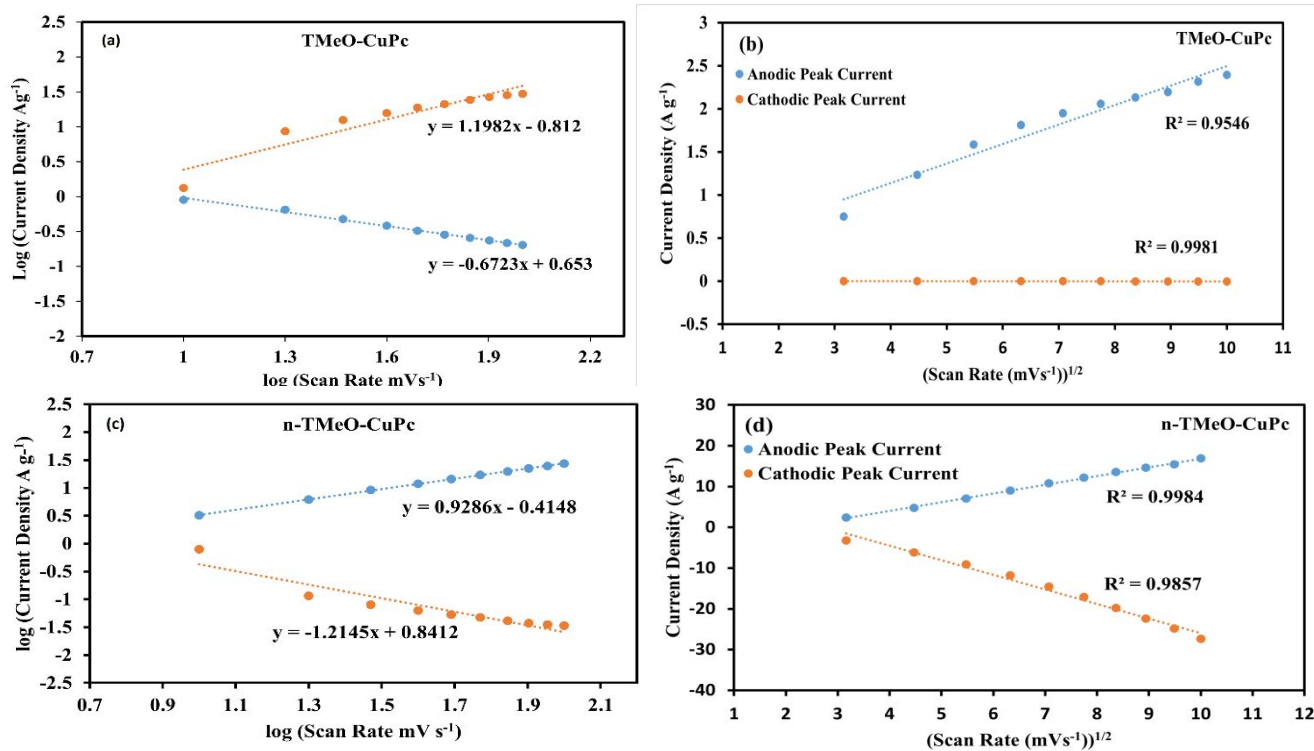 (a)
TMeO-CuPc
2.5
2
1.5
1
0.5
0
-0.5
-1
-1.5
-2
Log (Current Density Ag⁻¹)
y = 1.1982x - 0.812
y = -0.6723x + 0.653
0.7 1 1.3 1.6 1.9 2.2
log (Scan Rate mVs⁻¹)
(b)
TMeO-CuPc
Anodic Peak Current
Cathodic Peak Current
3
2.5
2
1.5
1
0.5
0
-0.5
Current Density (A g⁻¹)
R² = 0.9546
R² = 0.9981
1 2 3 4 5 6 7 8 9 10 11
(Scan Rate (mVs⁻¹))¹ᐟ²
(c)
n-TMeO-CuPc
2.5
2
1.5
1
0.5
0
-0.5
-1
-1.5
-2
-2.5
log (Current Density A g-¹)
y = 0.9286x - 0.4148
y = -1.2145x + 0.8412
0.7 0.9 1.1 1.3 1.5 1.7 1.9 2.1
log (Scan Rate mV s⁻¹)
(d)
n-TMeO-CuPc
Anodic Peak Current
Cathodic Peak Current
30
20
10
0
-10
-20
-30
-40
Current Density (A g⁻¹)
R² = 0.9984
R² = 0.9857
1 2 3 4 5 6 7 8 9 10 11 12
(Scan Rate (mVs⁻¹))¹ᐟ²